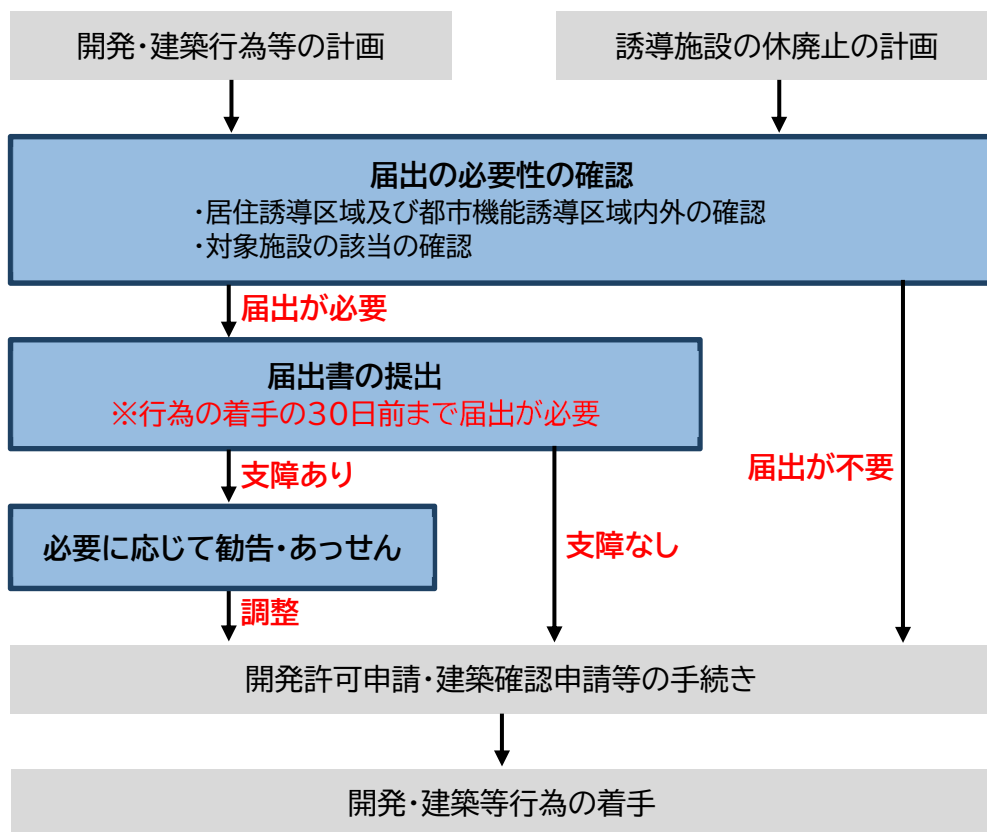 開発・建築行為等の計画
誘導施設の休廃止の計画
届出の必要性の確認
・居住誘導区域及び都市機能誘導区域内外の確認
・対象施設の該当の確認
届出が必要
届出書の提出
※行為の着手の30日前まで届出が必要
届出が不要
支障あり
支障なし
必要に応じて勧告・あっせん
調整
開発許可申請・建築確認申請等の手続き
開発・建築等行為の着手